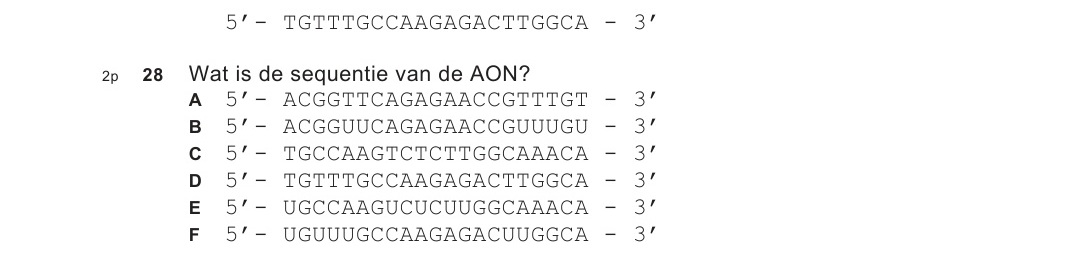 5′- TGTTTGCCAAGAGACTTGGCA - 3′
2p 28 Wat is de sequentie van de AON?
A 5′- ACGGTTCAGAGAACCGTTTGT - 3′
B 5′- ACGGUUCAGAGAACCGUUUGU - 3′
C 5′- TGCCAAGTCTCTTGGCAAACA - 3′
D 5′- TGTTTGCCAAGAGACTTGGCA - 3′
E 5′- UGCCAAGUCUCUUGGCAAACA - 3′
F 5′- UGUUUGCCAAGAGACUUGGCA - 3′